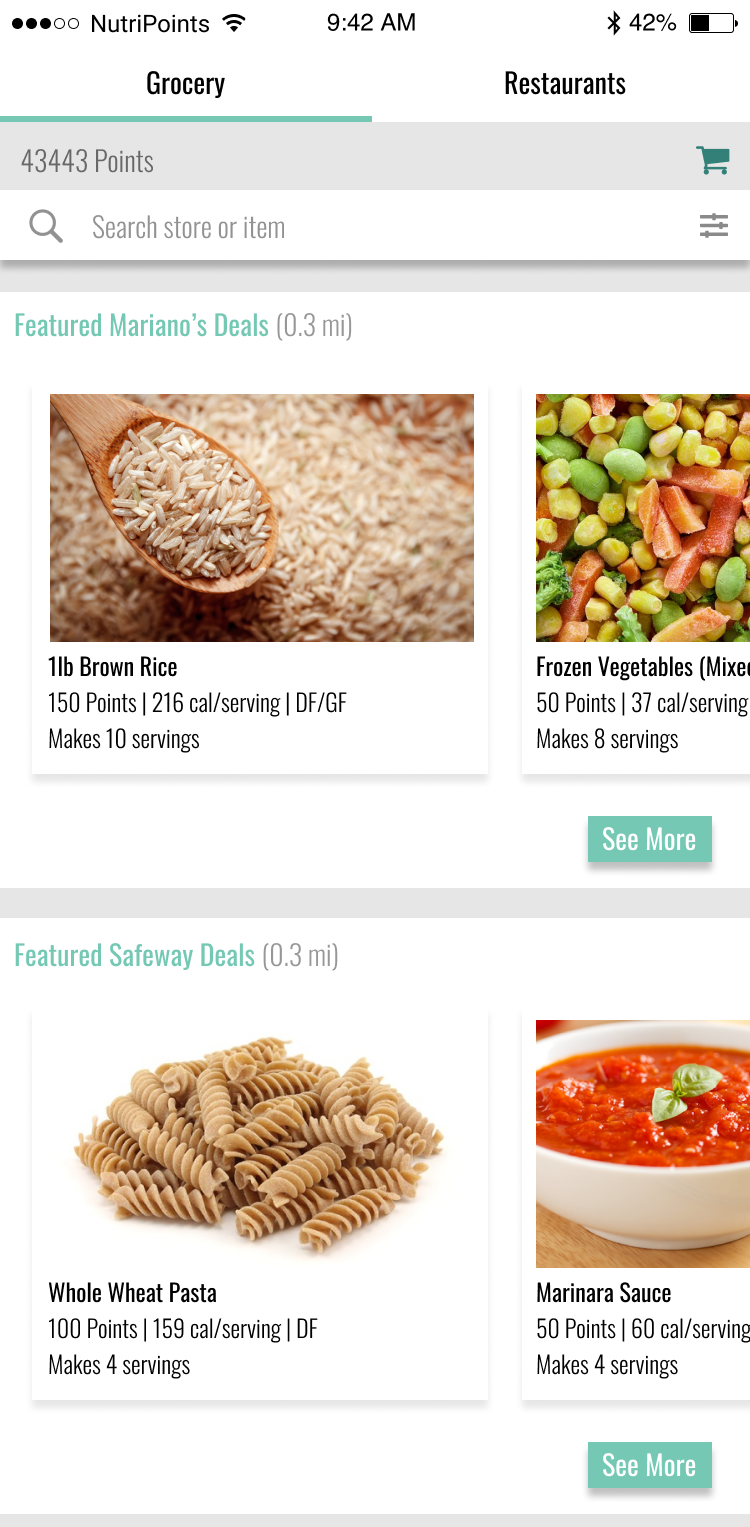 NutriPoints 9:42 AM 42%
Grocery Restaurants
43443 Points
Search store or item
Featured Mariano’s Deals (0.3 mi)
1lb Brown Rice
150 Points | 216 cal/serving | DF/GF
Makes 10 servings
Frozen Vegetables (Mixed
50 Points | 37 cal/serving
Makes 8 servings
See More
Featured Safeway Deals (0.3 mi)
Whole Wheat Pasta
100 Points | 159 cal/serving | DF
Makes 4 servings
Marinara Sauce
50 Points | 60 cal/serving
Makes 4 servings
See More